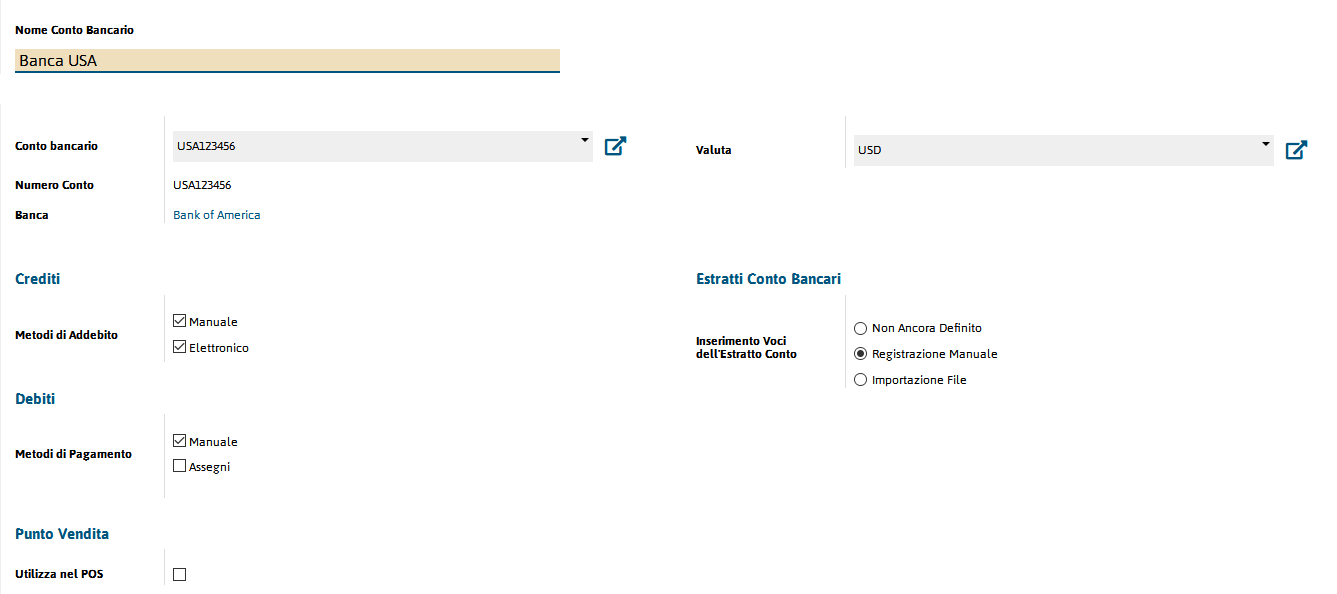 Nome Conto Bancario
Banca USA
Conto bancario
USA123456
Valuta
USD
Numero Conto
USA123456
Banca
Bank of America
Crediti
Metodi di Addebito
Manuale
Elettronico
Debiti
Metodi di Pagamento
Manuale
Assegni
Punto Vendita
Utilizza nel POS
Estratti Conto Bancari
Inserimento Voci
dell'Estratto Conto
Non Ancora Definito
Registrazione Manuale
Importazione File